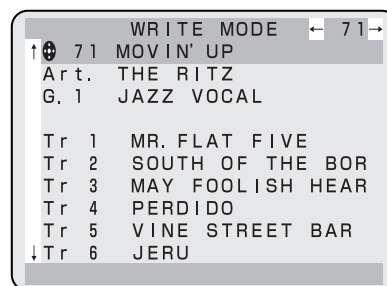 WRITE MODE ← 71→
↑ 71 MOVIN' UP
Art. THE RITZ
G. 1 JAZZ VOCAL
Tr 1 MR. FLAT FIVE
Tr 2 SOUTH OF THE BOR
Tr 3 MAY FOOLISH HEAR
Tr 4 PERDIDO
Tr 5 VINE STREET BAR
↓Tr 6 JERU